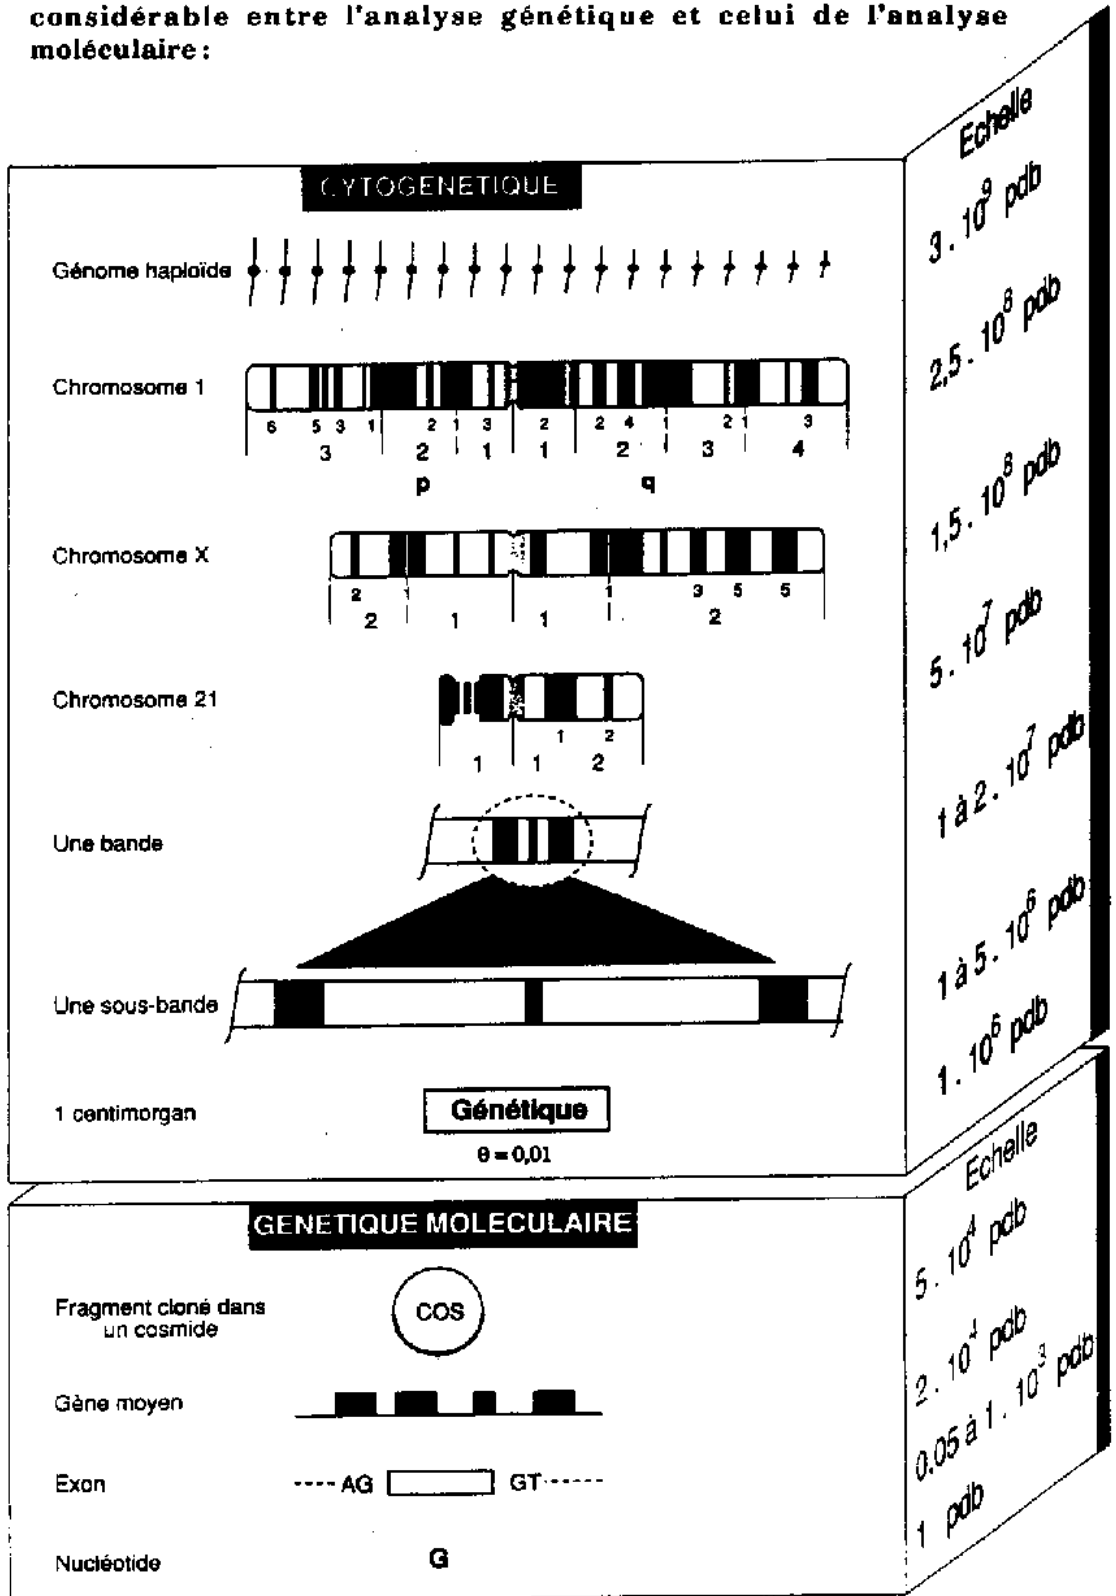 considérable entre l'analyse génétique et celui de l'analyse
moléculaire :
Echelle
CYTOGENETIQUE
Génome haploïde
3 . 10⁹ pdb
Chromosome 1
2,5 . 10⁸ pdb
6 5 3 1 2 1 3 2 2 4 1 2 1 3
3 2 1 1 2 3 4
p q
Chromosome X
1,5 . 10⁸ pdb
2 1 1 3 5 5
2 1 1 2
Chromosome 21
5 . 10⁷ pdb
1 2
1 1 2
Une bande
1 à 2 . 10⁷ pdb
Une sous-bande
1 à 5 . 10⁶ pdb
1 centimorgan
Génétique
1 . 10⁶ pdb
θ = 0,01
Echelle
GENETIQUE MOLECULAIRE
Fragment cloné dans
un cosmide
COS
5 . 10⁴ pdb
Gène moyen
2 . 10⁴ pdb
Exon
---- AG GT ------
0.05 à 1 . 10³ pdb
Nucléotide
G
1 pdb